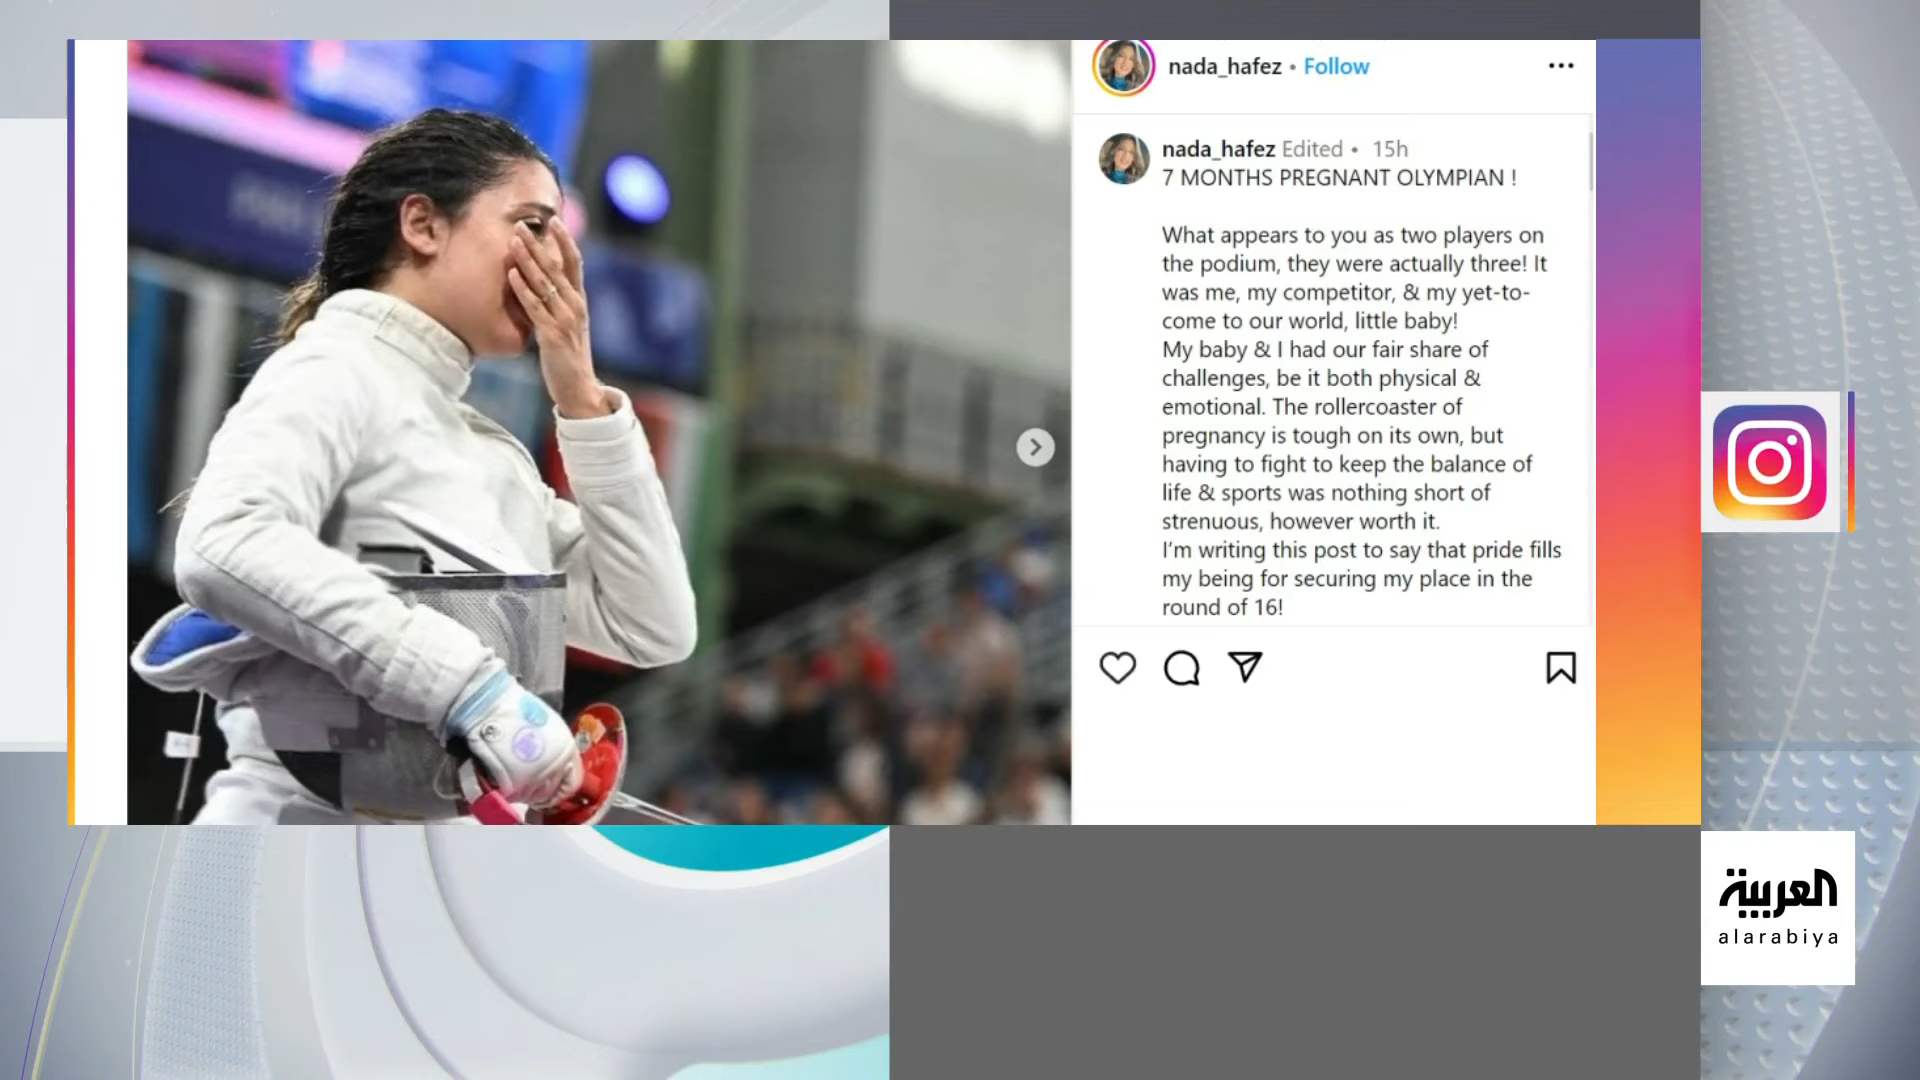 nada_hafez • Follow
nada_hafez Edited • 15h
7 MONTHS PREGNANT OLYMPIAN !
What appears to you as two players on
the podium, they were actually three! It
was me, my competitor, & my yet-to-
come to our world, little baby!
My baby & I had our fair share of
challenges, be it both physical &
emotional. The rollercoaster of
pregnancy is tough on its own, but
having to fight to keep the balance of
life & sports was nothing short of
strenuous, however worth it.
I’m writing this post to say that pride fills
my being for securing my place in the
round of 16!
العربية
alarabiya